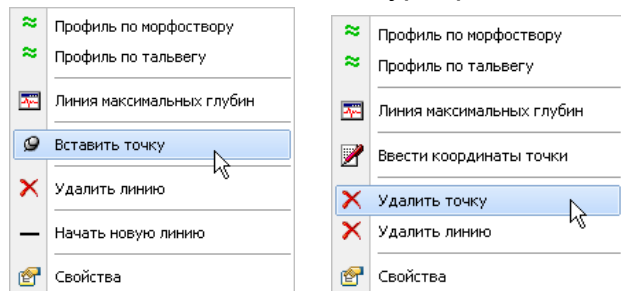 Профиль по морфоствору
Профиль по тальвегу
Линия максимальных глубин
Вставить точку
Удалить линию
Начать новую линию
Свойства
Профиль по морфоствору
Профиль по тальвегу
Линия максимальных глубин
Ввести координаты точки
Удалить точку
Удалить линию
Свойства